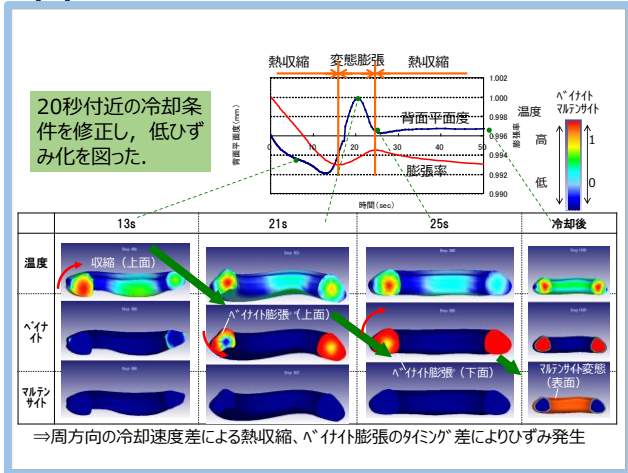 熱収縮 変態膨張 熱収縮
20秒付近の冷却条
件を修正し，低ひず
み化を図った．
背面平面度(mm)
背面平面度
膨張率
1.002
1.000
0.998
0.996
0.994
0.992
0.990
膨張率
0 10 20 30 40 50
時間(sec)
温度
高
低
ﾍﾞｲﾅｲﾄ
ﾏﾙﾃﾝｻｲﾄ
1
0
13s 21s 25s 冷却後
温度
収縮（上面）
ﾍﾞｲﾅ
ｲﾄ
ﾍﾞｲﾅｲﾄ膨張（上面）
ﾏﾙﾃﾝ
ｻｲﾄ
ﾍﾞｲﾅｲﾄ膨張（下面）
ﾏﾙﾃﾝｻｲﾄ変態
（表面）
⇒周方向の冷却速度差による熱収縮、ﾍﾞｲﾅｲﾄ膨張のﾀｲﾐﾝｸﾞ差によりひずみ発生